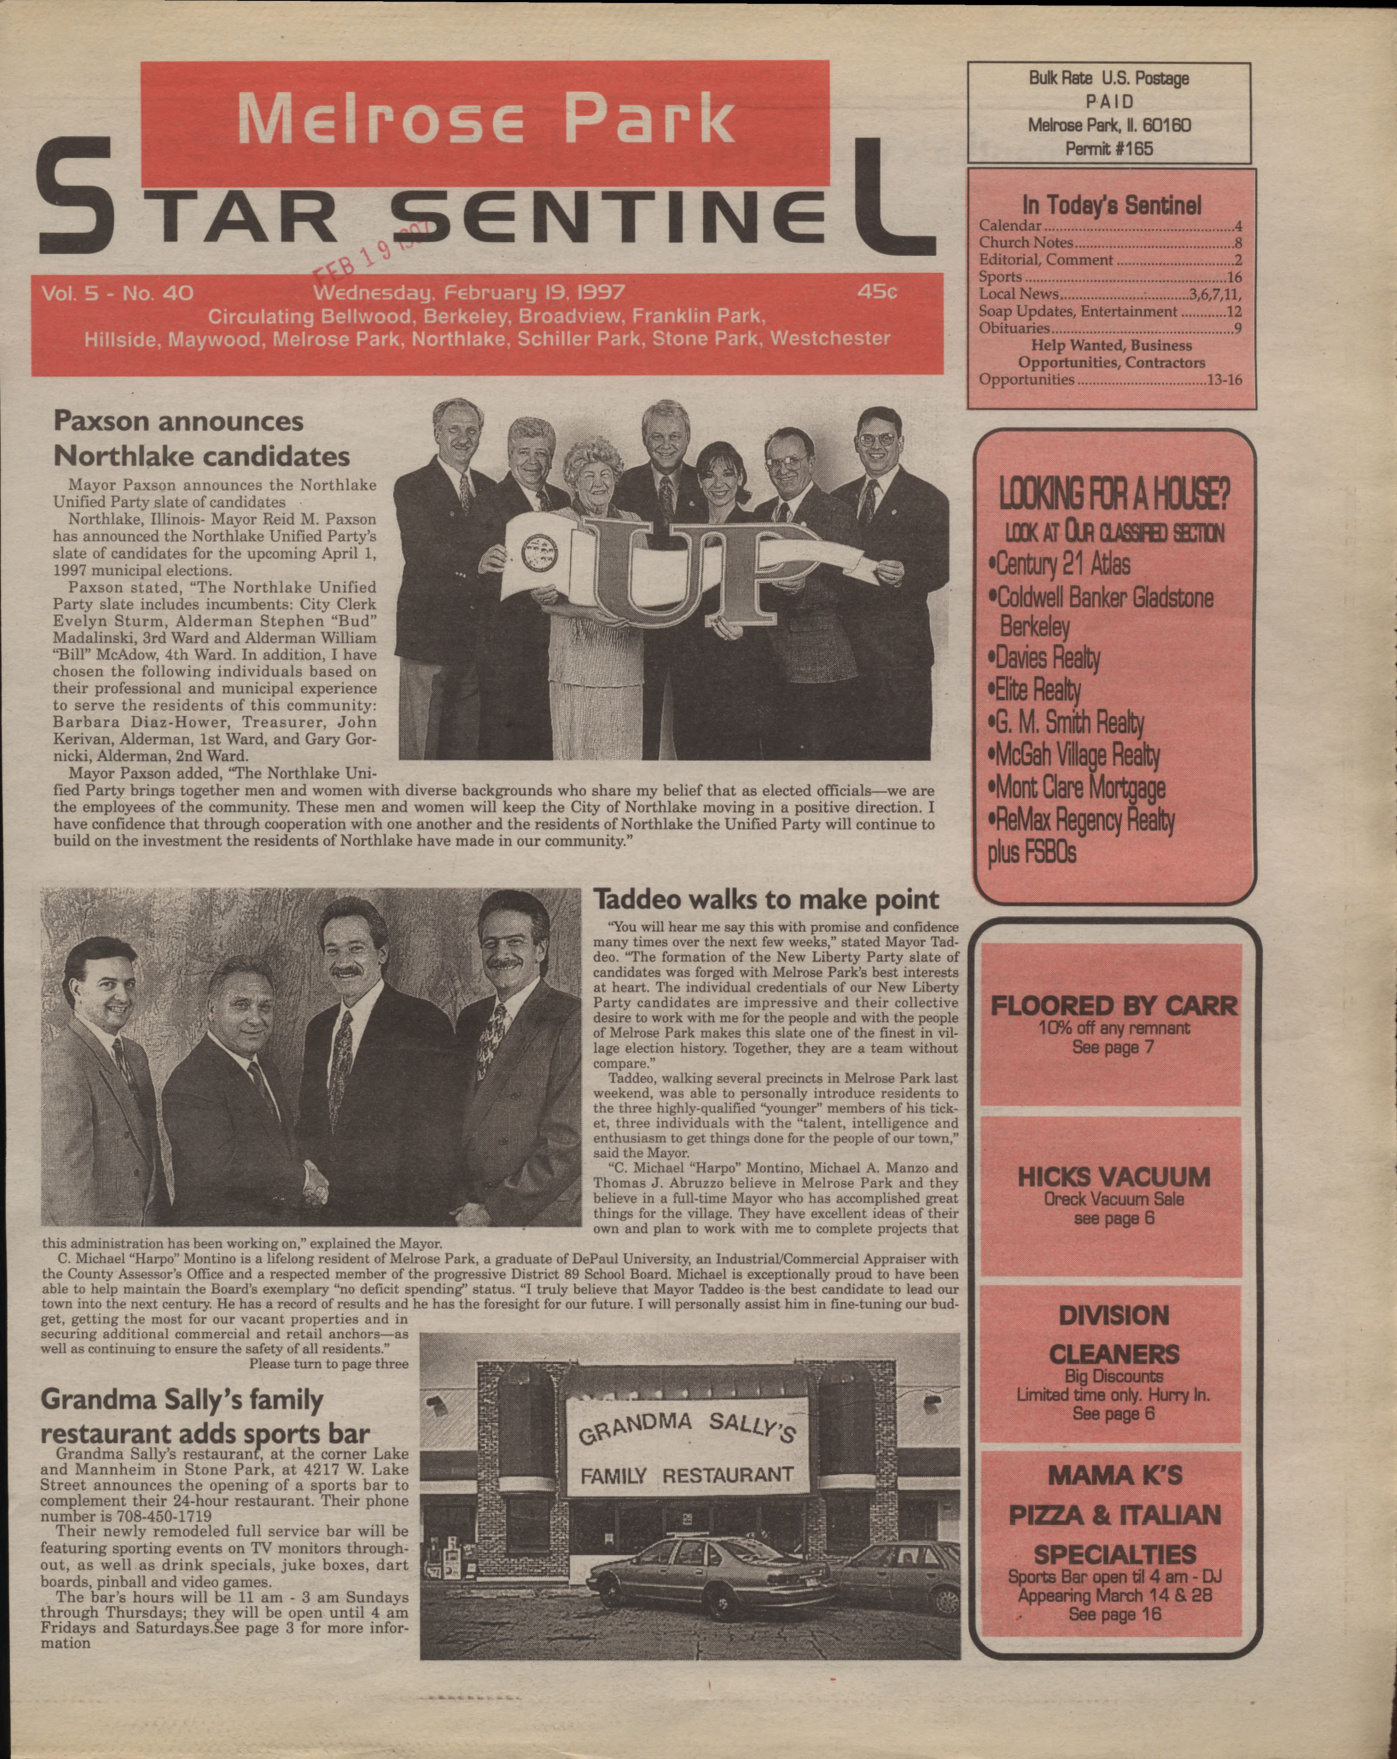 Melrose Park
STAR SENTINEL
FEB 19 1997
Vol. 5 - No. 40 Wednesday, February 19, 1997 45¢
Circulating Bellwood, Berkeley, Broadview, Franklin Park,
Hillside, Maywood, Melrose Park, Northlake, Schiller Park, Stone Park, Westchester
Bulk Rate U.S. Postage
PAID
Melrose Park, Il. 60160
Permit #165
In Today's Sentinel
Calendar....................4
Church Notes....................8
Editorial, Comment....................2
Sports....................16
Local News....................3,6,7,11,
Soap Updates, Entertainment...........12
Obituaries....................9
Help Wanted, Business
Opportunities, Contractors
Opportunities....................13-16
Paxson announces
Northlake candidates
Mayor Paxson announces the Northlake
Unified Party slate of candidates
Northlake, Illinois- Mayor Reid M. Paxson
has announced the Northlake Unified Party's
slate of candidates for the upcoming April 1,
1997 municipal elections.
Paxson stated, "The Northlake Unified
Party slate includes incumbents: City Clerk
Evelyn Sturm, Alderman Stephen "Bud"
Madalinski, 3rd Ward and Alderman William
"Bill" McAdow, 4th Ward. In addition, I have
chosen the following individuals based on
their professional and municipal experience
to serve the residents of this community:
Barbara Diaz-Hower, Treasurer, John
Kerivan, Alderman, 1st Ward, and Gary Gor-
nicki, Alderman, 2nd Ward.
Mayor Paxson added, "The Northlake Uni-
fied Party brings together men and women with diverse backgrounds who share my belief that as elected officials—we are
the employees of the community. These men and women will keep the City of Northlake moving in a positive direction. I
have confidence that through cooperation with one another and the residents of Northlake the Unified Party will continue to
build on the investment the residents of Northlake have made in our community."
UP
Taddeo walks to make point
"You will hear me say this with promise and confidence
many times over the next few weeks," stated Mayor Tad-
deo. "The formation of the New Liberty Party slate of
candidates was forged with Melrose Park's best interests
at heart. The individual credentials of our New Liberty
Party candidates are impressive and their collective
desire to work with me for the people and with the people
of Melrose Park makes this slate one of the finest in vil-
lage election history. Together, they are a team without
compare."
Taddeo, walking several precincts in Melrose Park last
weekend, was able to personally introduce residents to
the three highly-qualified "younger" members of his tick-
et, three individuals with the "talent, intelligence and
enthusiasm to get things done for the people of our town,"
said the Mayor.
"C. Michael "Harpo" Montino, Michael A. Manzo and
Thomas J. Abruzzo believe in Melrose Park and they
believe in a full-time Mayor who has accomplished great
things for the village. They have excellent ideas of their
own and plan to work with me to complete projects that
this administration has been working on," explained the Mayor.
C. Michael "Harpo" Montino is a lifelong resident of Melrose Park, a graduate of DePaul University, an Industrial/Commercial Appraiser with
the County Assessor's Office and a respected member of the progressive District 89 School Board. Michael is exceptionally proud to have been
able to help maintain the Board's exemplary "no deficit spending" status. "I truly believe that Mayor Taddeo is the best candidate to lead our
town into the next century. He has a record of results and he has the foresight for our future. I will personally assist him in fine-tuning our bud-
get, getting the most for our vacant properties and in
securing additional commercial and retail anchors—as
well as continuing to ensure the safety of all residents."
Please turn to page three
Grandma Sally's family
restaurant adds sports bar
Grandma Sally's restaurant, at the corner Lake
and Mannheim in Stone Park, at 4217 W. Lake
Street announces the opening of a sports bar to
complement their 24-hour restaurant. Their phone
number is 708-450-1719
Their newly remodeled full service bar will be
featuring sporting events on TV monitors through-
out, as well as drink specials, juke boxes, dart
boards, pinball and video games.
The bar's hours will be 11 am - 3 am Sundays
through Thursdays; they will be open until 4 am
Fridays and Saturdays.See page 3 for more infor-
mation
GRANDMA SALLY'S
FAMILY RESTAURANT
LOOKING FOR A HOUSE?
LOOK AT OUR CLASSIFIED SECTION
•Century 21 Atlas
•Coldwell Banker Gladstone
Berkeley
•Davies Realty
•Elite Realty
•G. M. Smith Realty
•McGah Village Realty
•Mont Clare Mortgage
•ReMax Regency Realty
plus FSBOs
FLOORED BY CARR
10% off any remnant
See page 7
HICKS VACUUM
Oreck Vacuum Sale
see page 6
DIVISION
CLEANERS
Big Discounts
Limited time only. Hurry In.
See page 6
MAMA K'S
PIZZA & ITALIAN
SPECIALTIES
Sports Bar open til 4 am - DJ
Appearing March 14 & 28
See page 16